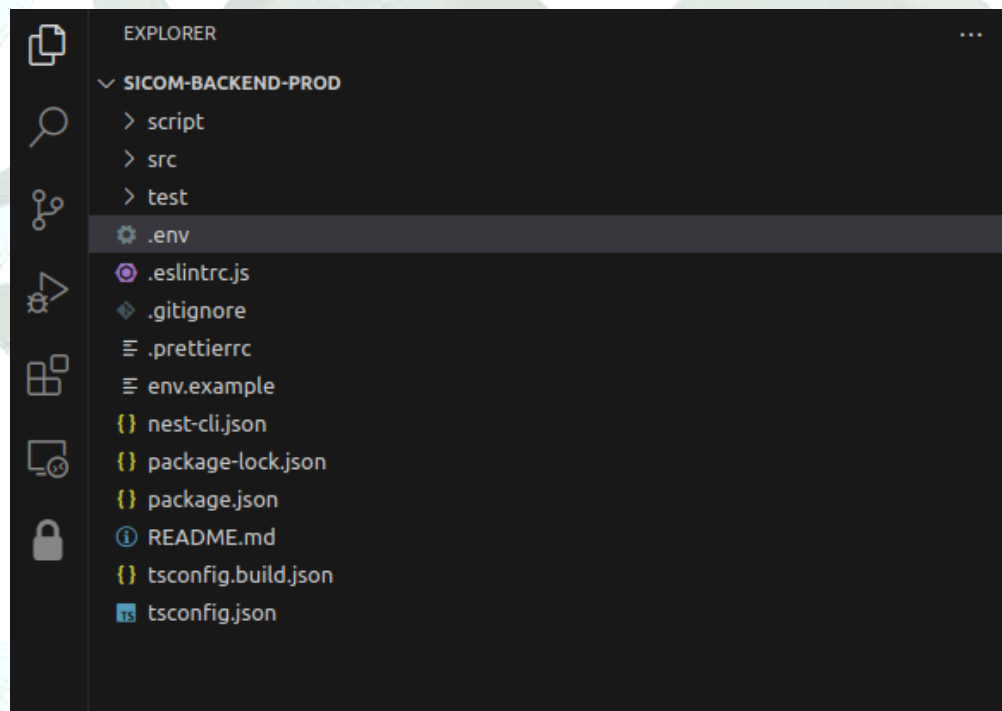 EXPLORER
SICOM-BACKEND-PROD
script
src
test
.env
.eslintrc.js
.gitignore
.prettierrc
env.example
{} nest-cli.json
{} package-lock.json
{} package.json
README.md
{} tsconfig.build.json
TS tsconfig.json